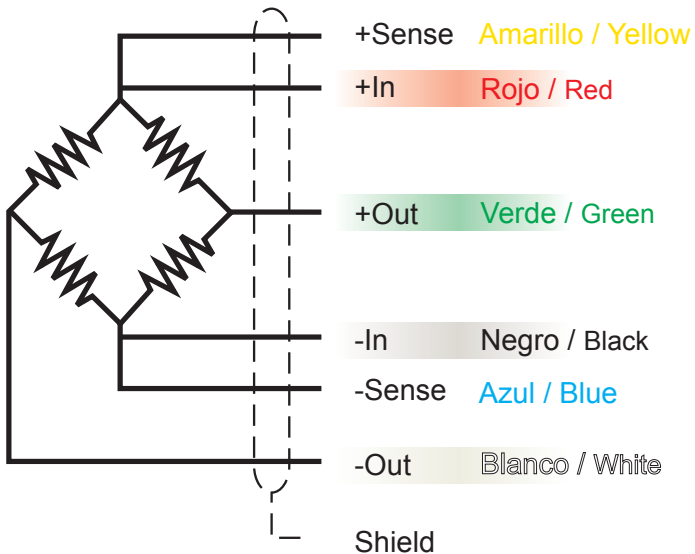 +Sense Amarillo / Yellow
+In Rojo / Red
+Out Verde / Green
-In Negro / Black
-Sense Azul / Blue
-Out Blanco / White
Shield